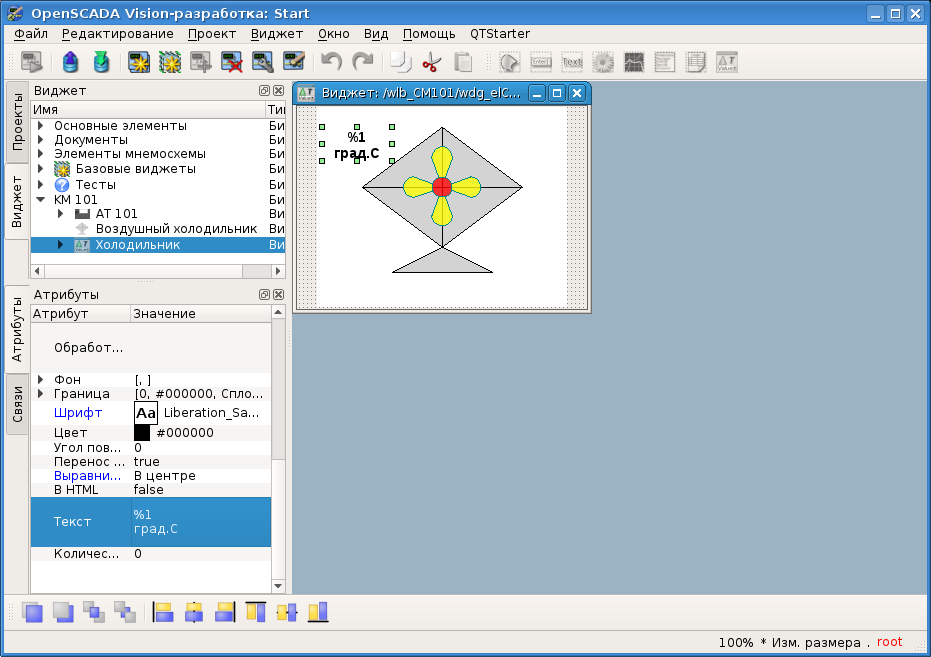 OpenSCADA Vision-разработка: Start
Файл Редактирование Проект Виджет Окно Вид Помощь QTStarter
Text
Проекты
Виджет
Атрибуты
Связи
Виджет
Имя Ти
Основные элементы Би
Документы Би
Элементы мнемосхемы Би
Базовые виджеты Би
Тесты Би
КМ 101 Би
АТ 101 Ви
Воздушный холодильник Ви
Холодильник Ви
Атрибуты
Атрибут Значение
Обработ...
Фон [, ]
Граница [0, #000000, Спло...
Шрифт Aa Liberation_Sa...
Цвет #000000
Угол пов... 0
Перенос ... true
Выравни... В центре
В HTML false
Текст %1
град.С
Количес... 0
Виджет: /wlb_CM101/wdg_elC...
%1
град.С
100% * Изм. размера . root